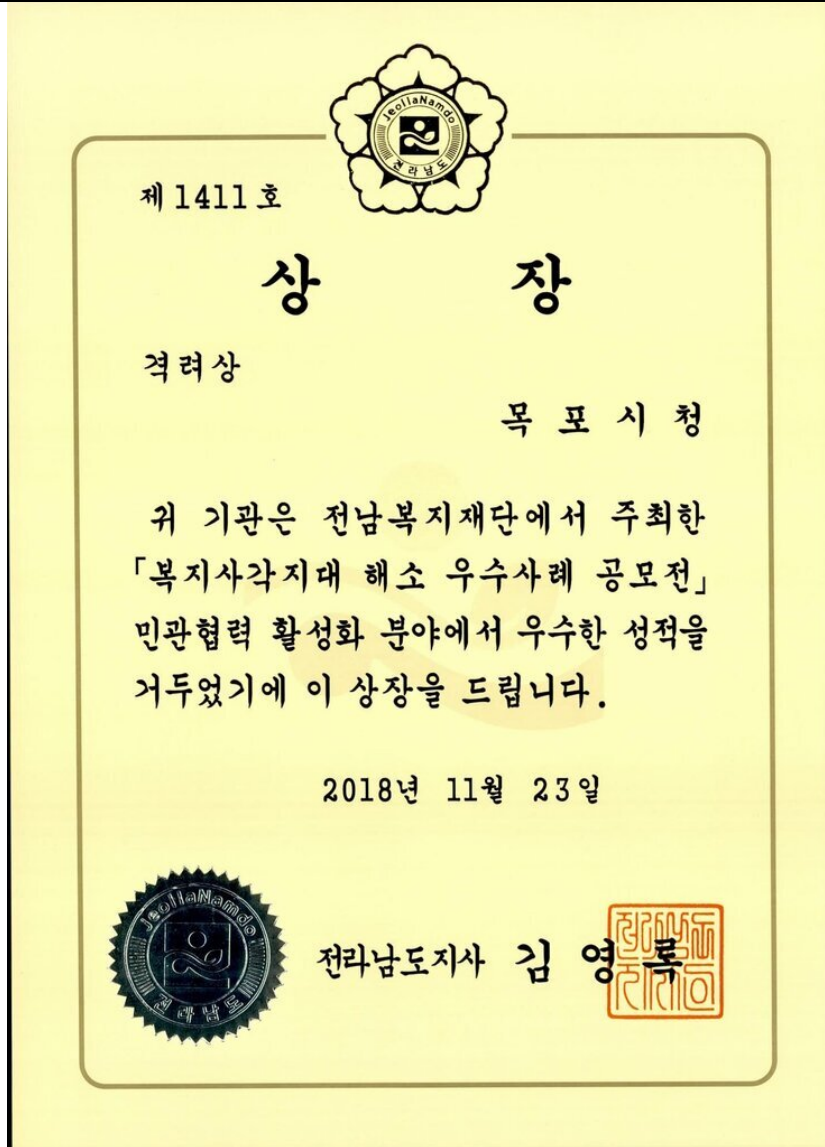 JeollaNamdo
전라남도
제 1411 호
상 장
격려상
목 포 시 청
귀 기관은 전남복지재단에서 주최한
「복지사각지대 해소 우수사례 공모전」
민관협력 활성화 분야에서 우수한 성적을
거두었기에 이 상장을 드립니다.
2018년 11월 23일
JeollaNamdo
전라남도
전라남도지사 김 영 록